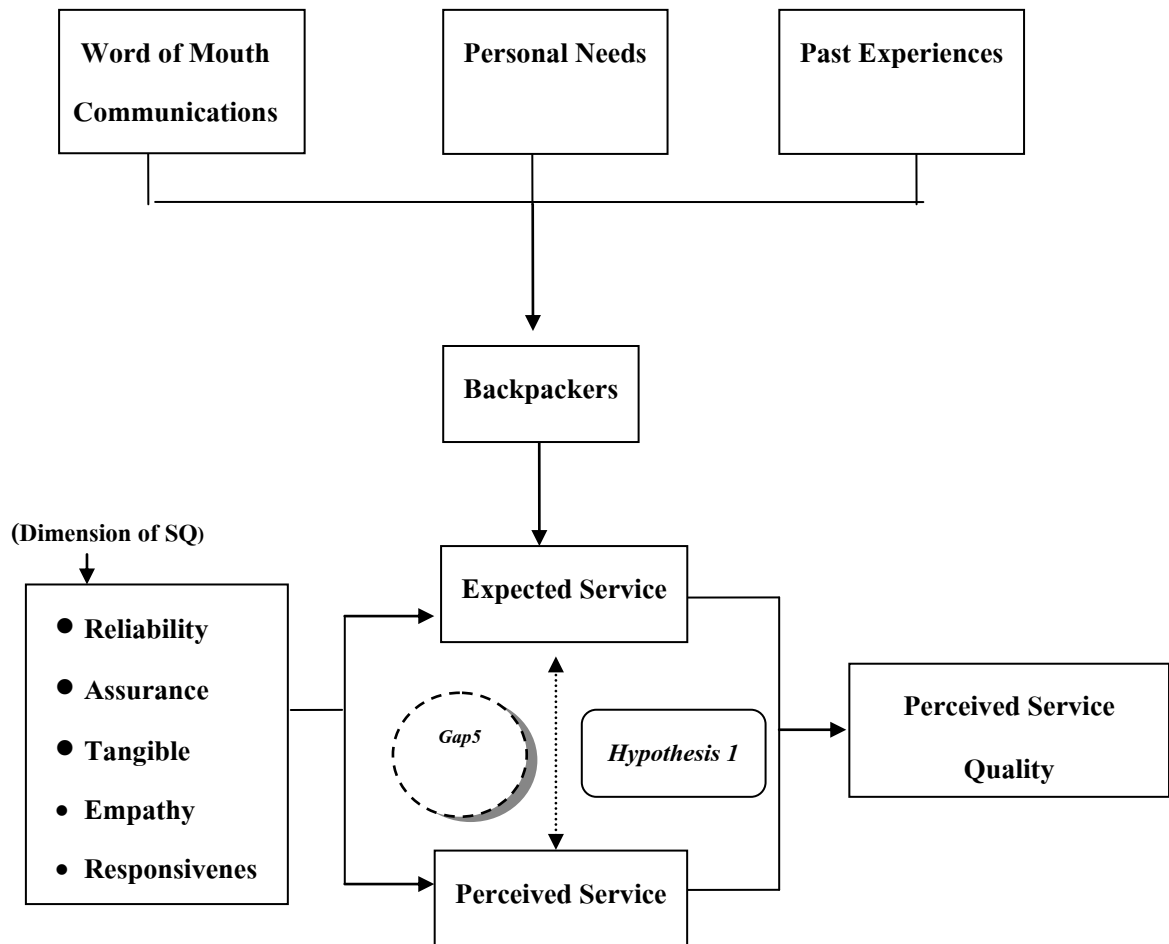 Word of Mouth
Communications
Personal Needs
Past Experiences
Backpackers
(Dimension of SQ)
• Reliability
• Assurance
• Tangible
• Empathy
• Responsivenes
Expected Service
Gap5
Hypothesis 1
Perceived Service
Perceived Service
Quality